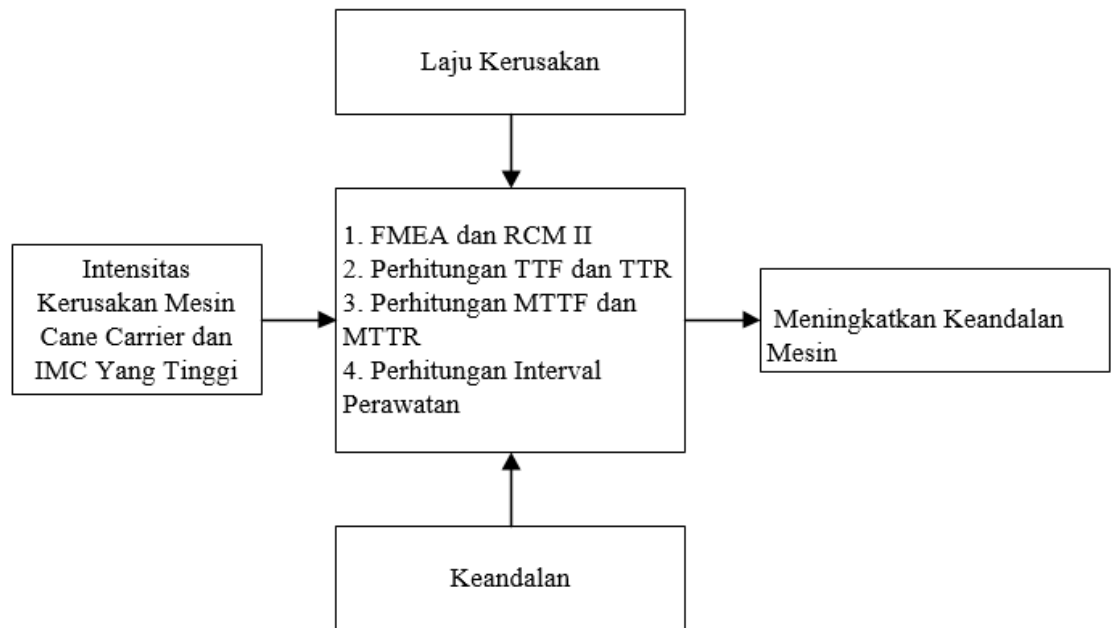 Laju Kerusakan
Intensitas
Kerusakan Mesin
Cane Carrier dan
IMC Yang Tinggi
1. FMEA dan RCM II
2. Perhitungan TTF dan TTR
3. Perhitungan MTTF dan
MTTR
4. Perhitungan Interval
Perawatan
Meningkatkan Keandalan
Mesin
Keandalan